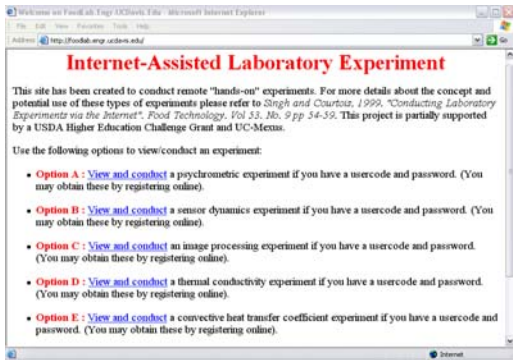 Welcome on FoodLab.Engr.UCDavis.Edu - Microsoft Internet Explorer
File Edit View Favorites Tools Help
Address http://foodlab.engr.ucdavis.edu/ Go
Internet-Assisted Laboratory Experiment
This site has been created to conduct remote "hands-on" experiments. For more details about the concept and
potential use of these types of experiments please refer to Singh and Courtois, 1999, "Conducting Laboratory
Experiments via the Internet". Food Technology. Vol 53. No. 9 pp 54-59. This project is partially supported
by a USDA Higher Education Challenge Grant and UC-Mexus.
Use the following options to view/conduct an experiment:
• Option A : View and conduct a psychrometric experiment if you have a usercode and password. (You
may obtain these by registering online).
• Option B : View and conduct a sensor dynamics experiment if you have a usercode and password. (You
may obtain these by registering online).
• Option C : View and conduct an image processing experiment if you have a usercode and password.
(You may obtain these by registering online).
• Option D : View and conduct a thermal conductivity experiment if you have a usercode and password.
(You may obtain these by registering online).
• Option E : View and conduct a convective heat transfer coefficient experiment if you have a usercode and
password. (You may obtain these by registering online).
Internet